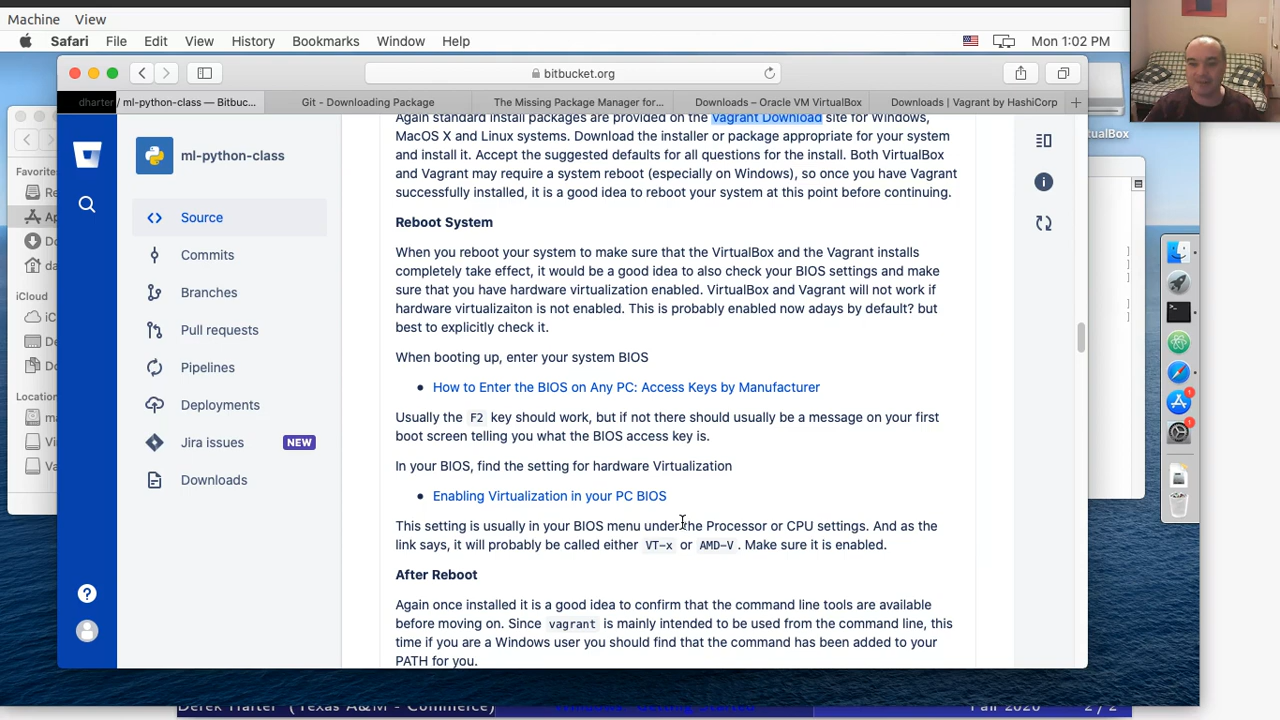 Machine View
Safari File Edit View History Bookmarks Window Help Mon 1:02 PM
bitbucket.org
dharter / ml-python-class — Bitbuc... Git - Downloading Package The Missing Package Manager for... Downloads – Oracle VM VirtualBox Downloads | Vagrant by HashiCorp
ml-python-class
Source
Commits
Branches
Pull requests
Pipelines
Deployments
Jira issues NEW
Downloads
Again standard install packages are provided on the Vagrant Download site for Windows,
MacOS X and Linux systems. Download the installer or package appropriate for your system
and install it. Accept the suggested defaults for all questions for the install. Both VirtualBox
and Vagrant may require a system reboot (especially on Windows), so once you have Vagrant
successfully installed, it is a good idea to reboot your system at this point before continuing.
Reboot System
When you reboot your system to make sure that the VirtualBox and the Vagrant installs
completely take effect, it would be a good idea to also check your BIOS settings and make
sure that you have hardware virtualization enabled. VirtualBox and Vagrant will not work if
hardware virtualizaiton is not enabled. This is probably enabled now adays by default? but
best to explicitly check it.
When booting up, enter your system BIOS
• How to Enter the BIOS on Any PC: Access Keys by Manufacturer
Usually the F2 key should work, but if not there should usually be a message on your first
boot screen telling you what the BIOS access key is.
In your BIOS, find the setting for hardware Virtualization
• Enabling Virtualization in your PC BIOS
This setting is usually in your BIOS menu under the Processor or CPU settings. And as the
link says, it will probably be called either VT-x or AMD-V. Make sure it is enabled.
After Reboot
Again once installed it is a good idea to confirm that the command line tools are available
before moving on. Since vagrant is mainly intended to be used from the command line, this
time if you are a Windows user you should find that the command has been added to your
PATH for you.
Favorites
iCloud
Locations
Derek Harter (Texas A&M - Commerce) Windows: Getting Started Fall 2020 2 / 2